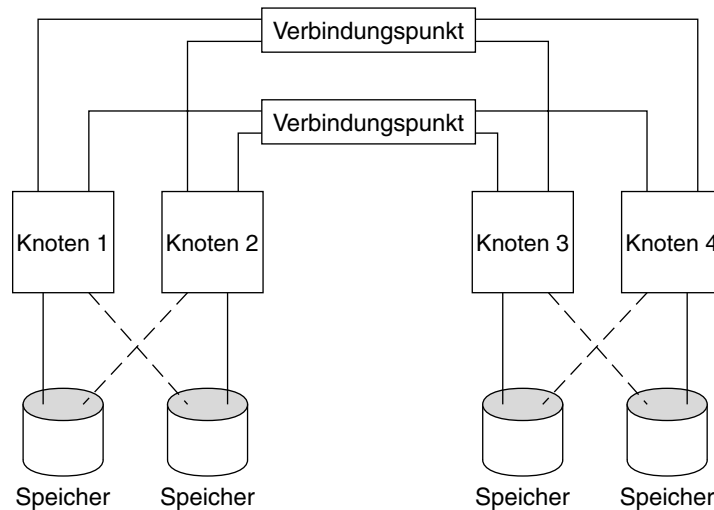 Verbindungspunkt
Verbindungspunkt
Knoten 1
Knoten 2
Knoten 3
Knoten 4
Speicher
Speicher
Speicher
Speicher